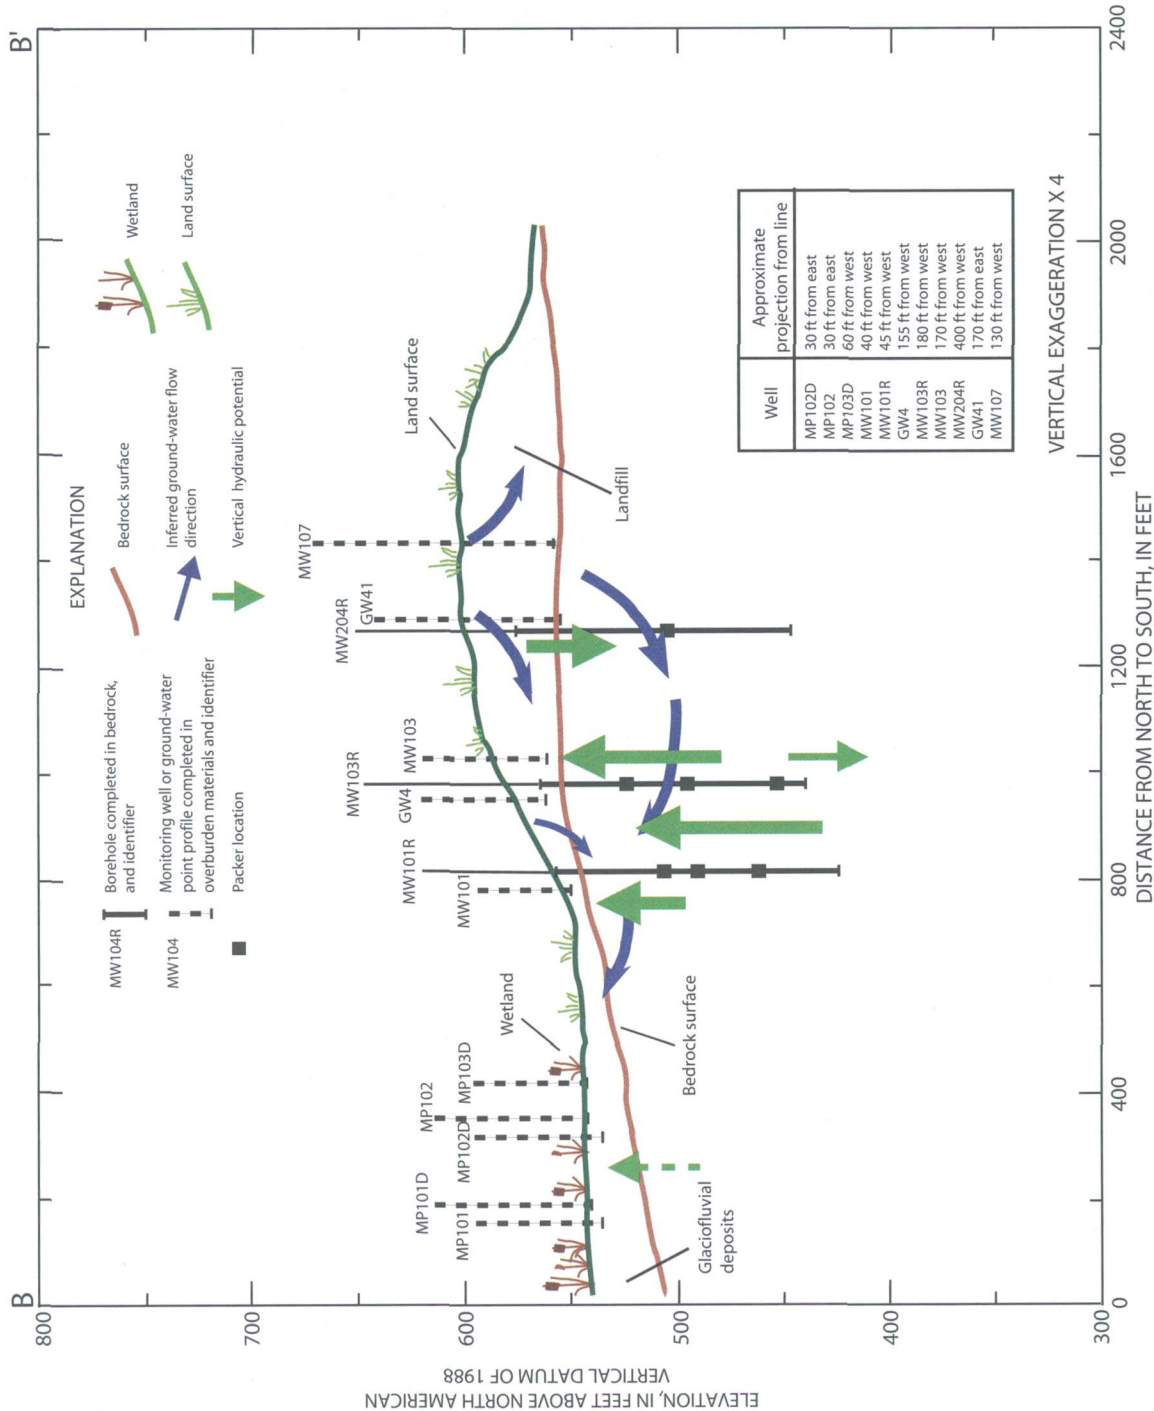 B
B'
EXPLANATION
MW104R
Borehole completed in bedrock,
and identifier
MW104
Monitoring well or ground-water
point profile completed in
overburden materials and identifier
Packer location
Bedrock surface
Inferred ground-water flow
direction
Vertical hydraulic potential
Wetland
Land surface
800
700
600
500
400
300
ELEVATION, IN FEET ABOVE NORTH AMERICAN
VERTICAL DATUM OF 1988
MP101
MP101D
MP102D
MP102
MP103D
Wetland
MW101
MW101R
GW4
MW103R
MW103
MW204R
GW41
MW107
Land surface
Landfill
Bedrock surface
Glaciofluvial
deposits
Well
Approximate
projection from line
MP102D 30 ft from east
MP102 30 ft from east
MP103D 60 ft from west
MW101 40 ft from west
MW101R 45 ft from west
GW4 155 ft from west
MW103R 180 ft from west
MW103 170 ft from west
MW204R 400 ft from west
GW41 170 ft from east
MW107 130 ft from west
VERTICAL EXAGGERATION X 4
0
400
800
1200
1600
2000
2400
DISTANCE FROM NORTH TO SOUTH, IN FEET